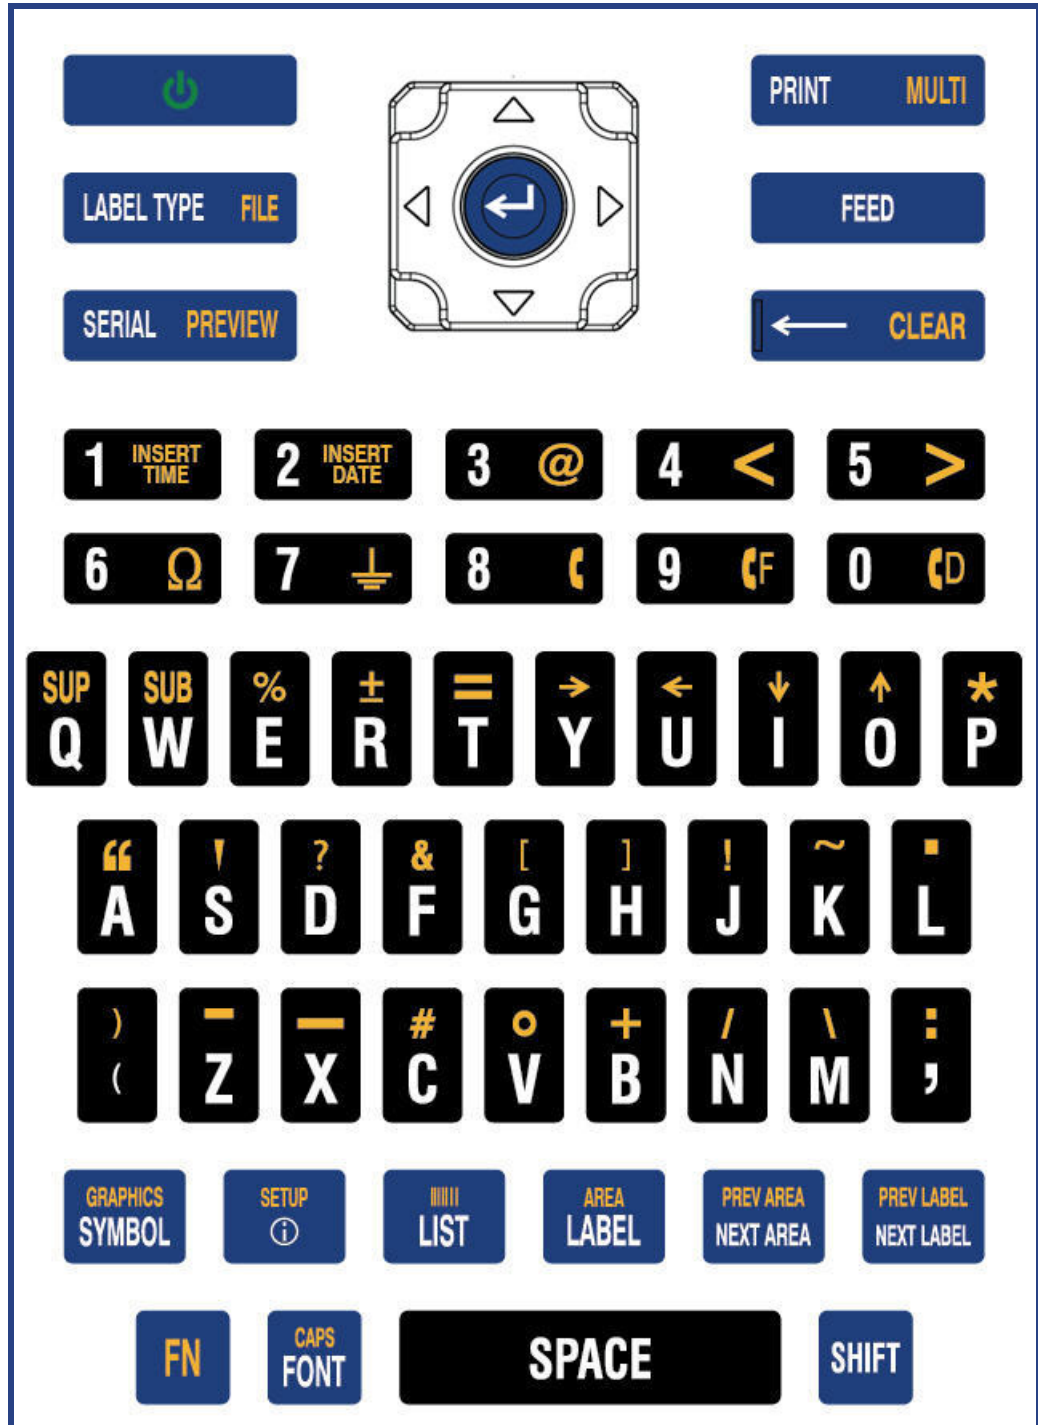 PRINT MULTI
LABEL TYPE FILE
FEED
SERIAL PREVIEW
← CLEAR
1 INSERT TIME 2 INSERT DATE 3 @ 4 < 5 >
6 Ω 7 ⏚ 8 9 F 0 D
SUP SUB % ± = → ← ↓ ↑ *
Q W E R T Y U I O P
“ ' ? & [ ] ! ~ .
A S D F G H J K L
) - — # ° + / \ :
( Z X C V B N M ,
GRAPHICS SETUP AREA PREV AREA PREV LABEL
SYMBOL ⓘ LIST LABEL NEXT AREA NEXT LABEL
CAPS
FN FONT SPACE SHIFT